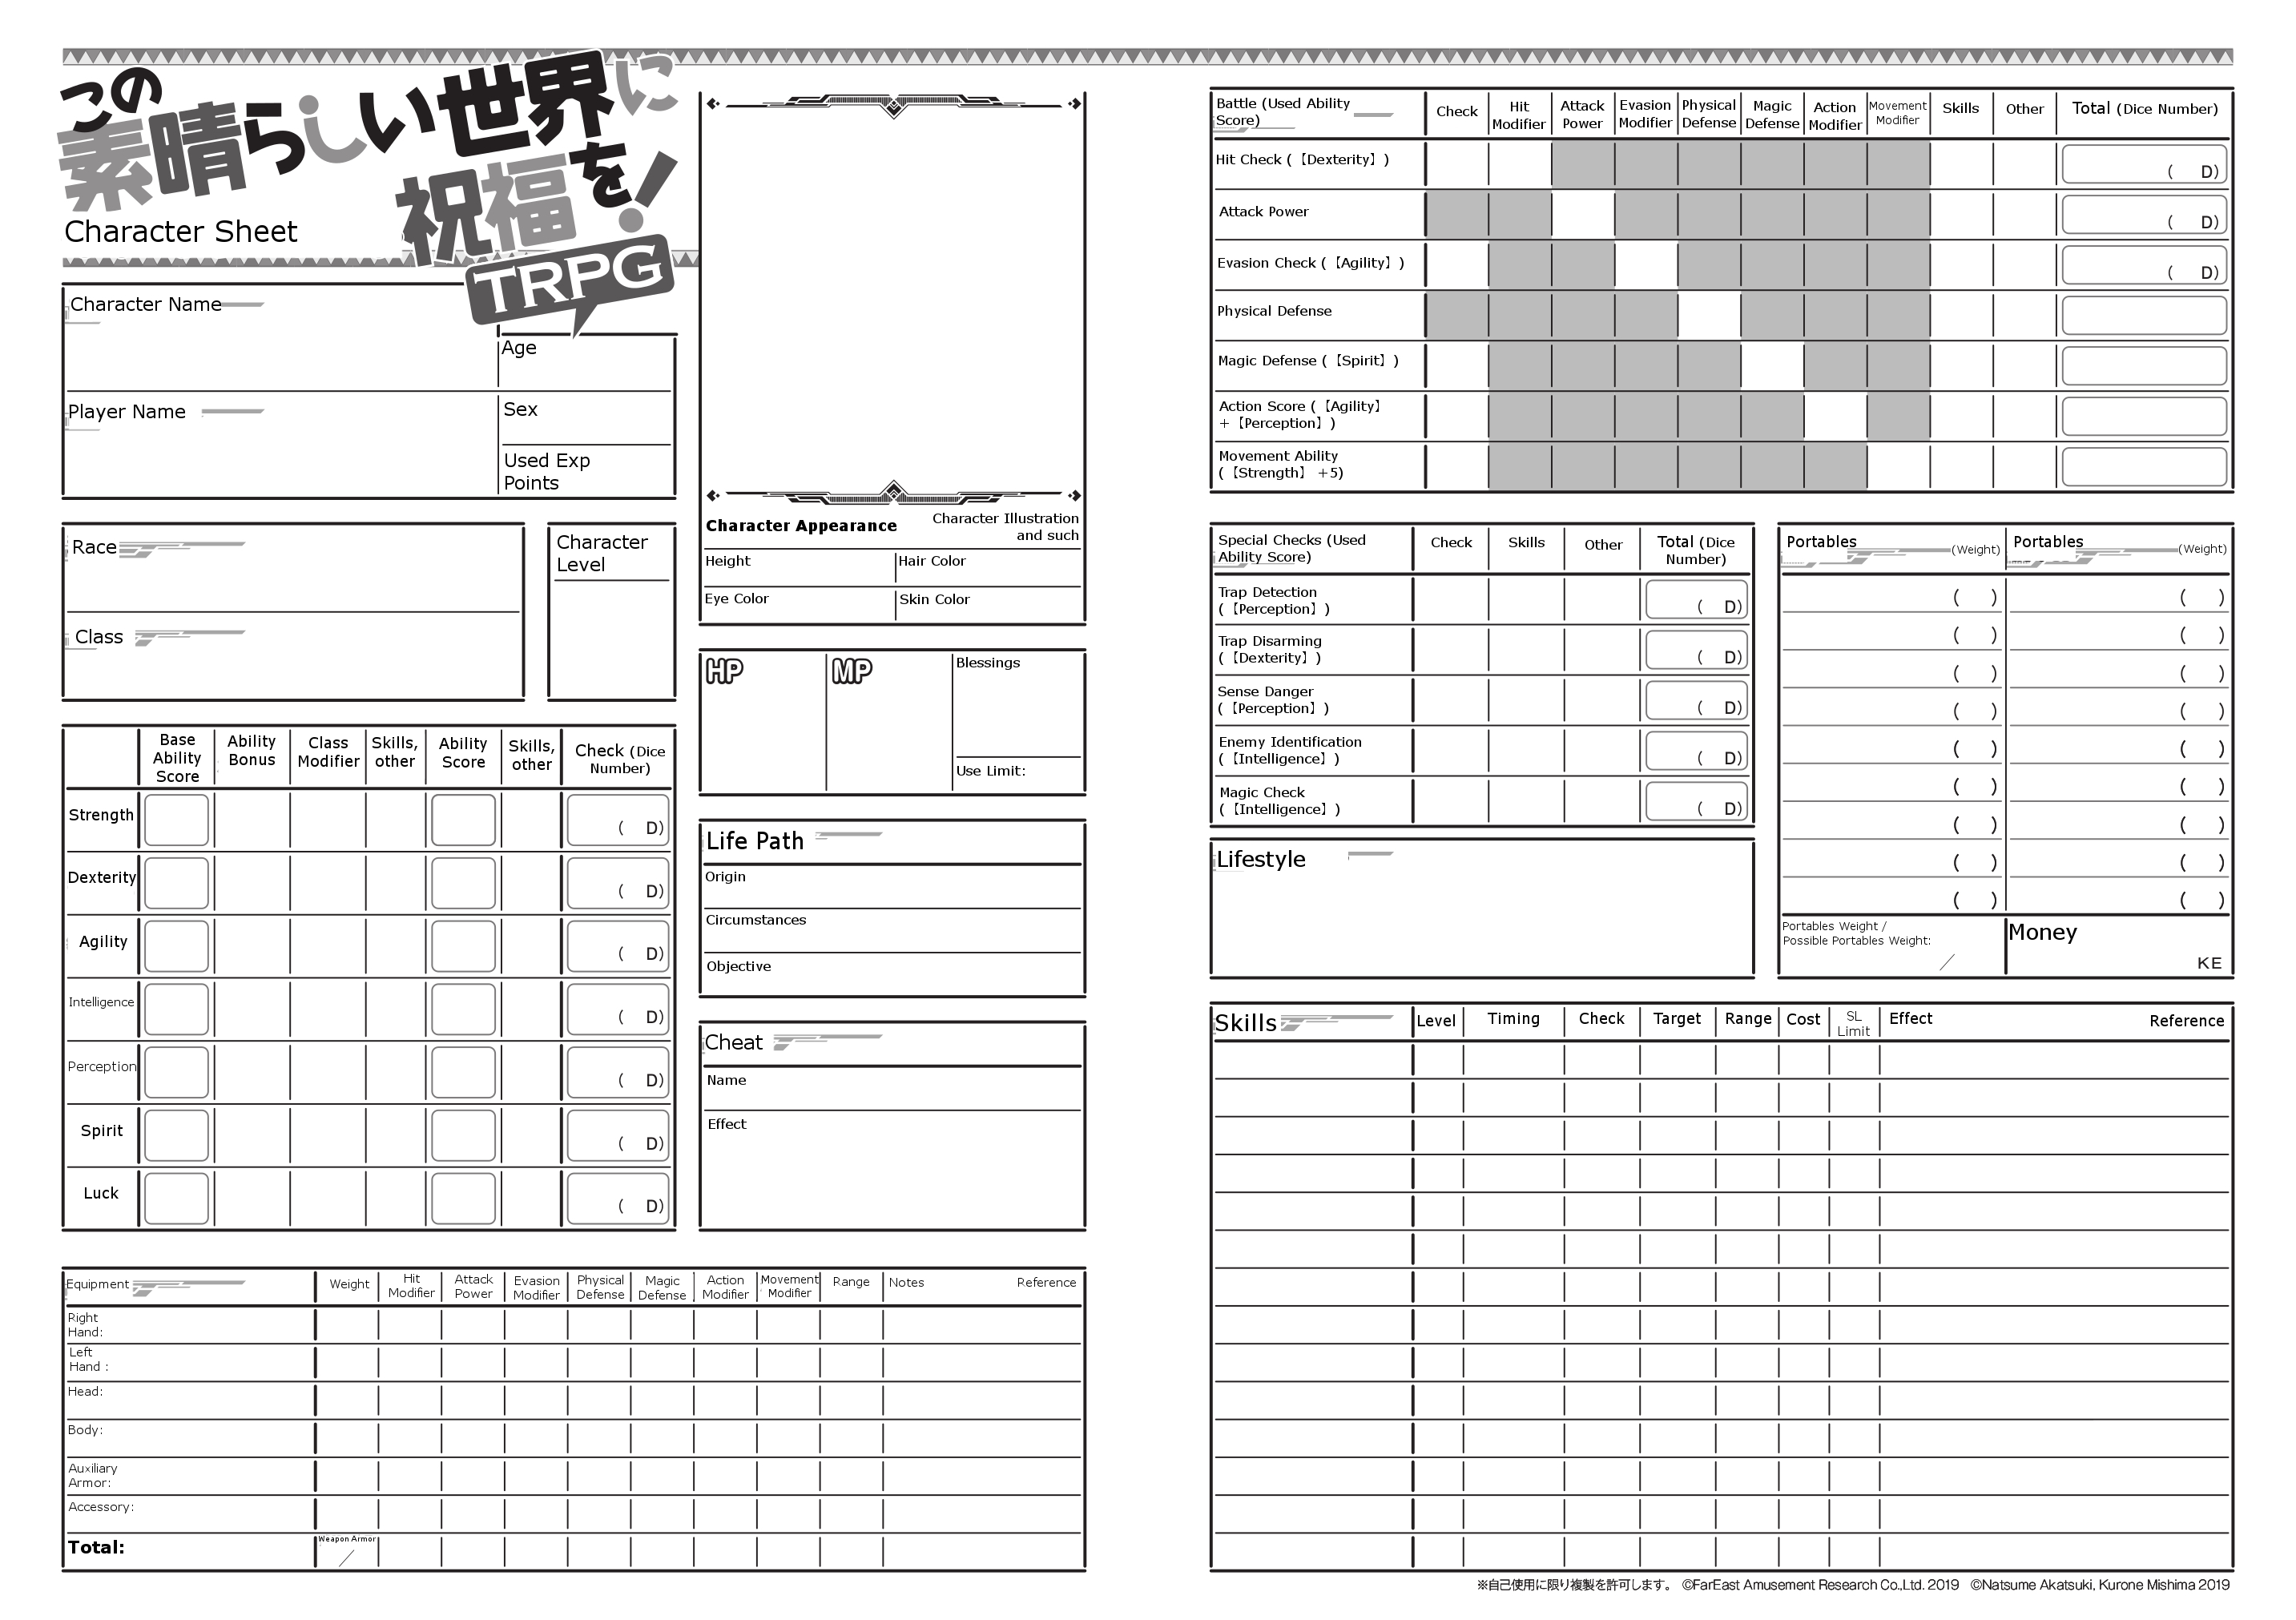 この
素晴らしい世界に
祝福を!
TRPG
Character Sheet
Character Name
Age
Player Name
Sex
Used Exp
Points
Race
Class
Character
Level
Character Appearance
Character Illustration
and such
Height
Hair Color
Eye Color
Skin Color
HP
MP
Blessings
Use Limit:
Base
Ability
Score
Ability
Bonus
Class
Modifier
Skills,
other
Ability
Score
Skills,
other
Check (Dice
Number)
Strength ( D)
Dexterity ( D)
Agility ( D)
Intelligence ( D)
Perception ( D)
Spirit ( D)
Luck ( D)
Life Path
Origin
Circumstances
Objective
Cheat
Name
Effect
Equipment
Weight
Hit
Modifier
Attack
Power
Evasion
Modifier
Physical
Defense
Magic
Defense
Action
Modifier
Movement
Modifier
Range
Notes
Reference
Right
Hand:
Left
Hand :
Head:
Body:
Auxiliary
Armor:
Accessory:
Total:
Weapon Armor
/
Battle (Used Ability
Score)
Check
Hit
Modifier
Attack
Power
Evasion
Modifier
Physical
Defense
Magic
Defense
Action
Modifier
Movement
Modifier
Skills
Other
Total (Dice Number)
Hit Check (【Dexterity】) ( D)
Attack Power ( D)
Evasion Check (【Agility】) ( D)
Physical Defense
Magic Defense (【Spirit】)
Action Score (【Agility】
+【Perception】)
Movement Ability
(【Strength】 +5)
Special Checks (Used
Ability Score)
Check
Skills
Other
Total (Dice
Number)
Trap Detection
(【Perception】) ( D)
Trap Disarming
(【Dexterity】) ( D)
Sense Danger
(【Perception】) ( D)
Enemy Identification
(【Intelligence】) ( D)
Magic Check
(【Intelligence】) ( D)
Lifestyle
Portables (Weight) Portables (Weight)
( ) ( )
( ) ( )
( ) ( )
( ) ( )
( ) ( )
( ) ( )
( ) ( )
( ) ( )
( ) ( )
Portables Weight /
Possible Portables Weight:
/
Money
KE
Skills
Level
Timing
Check
Target
Range
Cost
SL
Limit
Effect
Reference
※自己使用に限り複製を許可します。 ©FarEast Amusement Research Co.,Ltd. 2019 ©Natsume Akatsuki, Kurone Mishima 2019